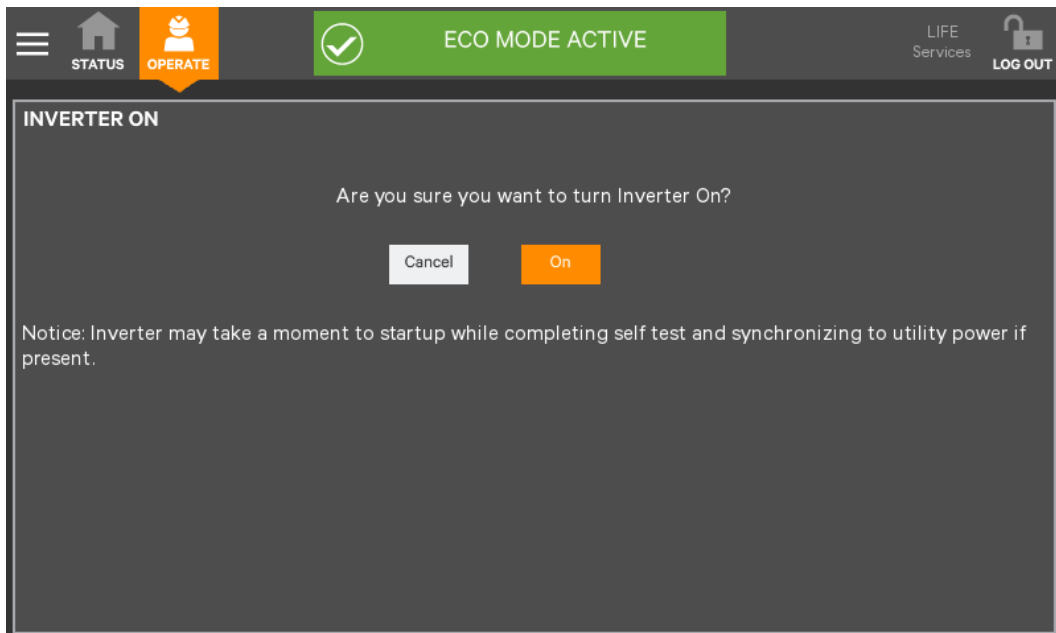 STATUS
OPERATE
ECO MODE ACTIVE
LIFE
Services
LOG OUT
INVERTER ON
Are you sure you want to turn Inverter On?
Cancel
On
Notice: Inverter may take a moment to startup while completing self test and synchronizing to utility power if
present.